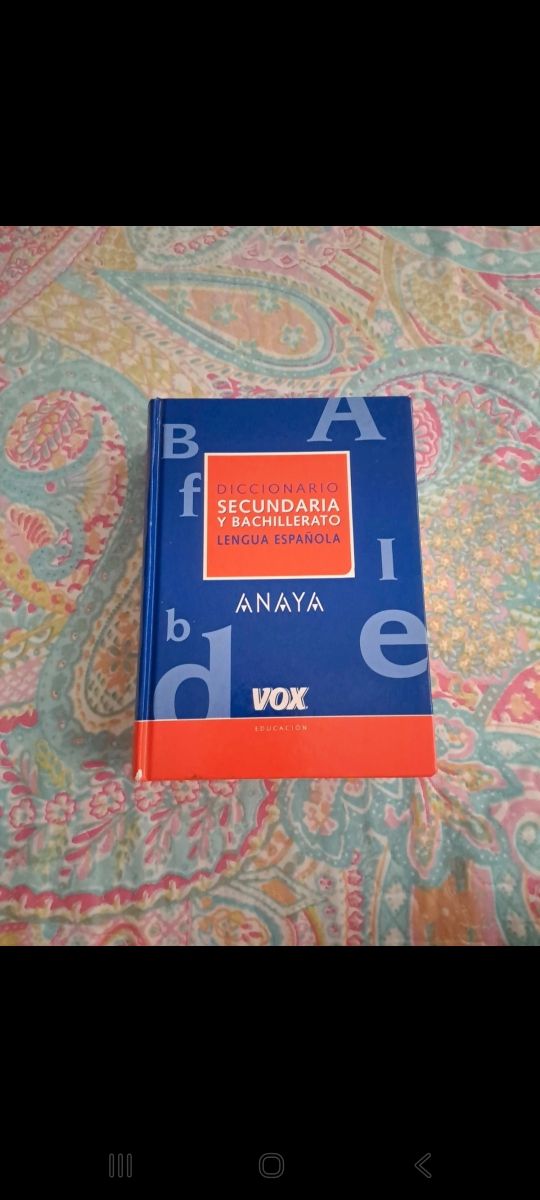 A
B
f
DICCIONARIO
SECUNDARIA
Y BACHILLERATO
LENGUA ESPAÑOLA
I
ANAYA
b
e
d
VOX
EDUCACIÓN